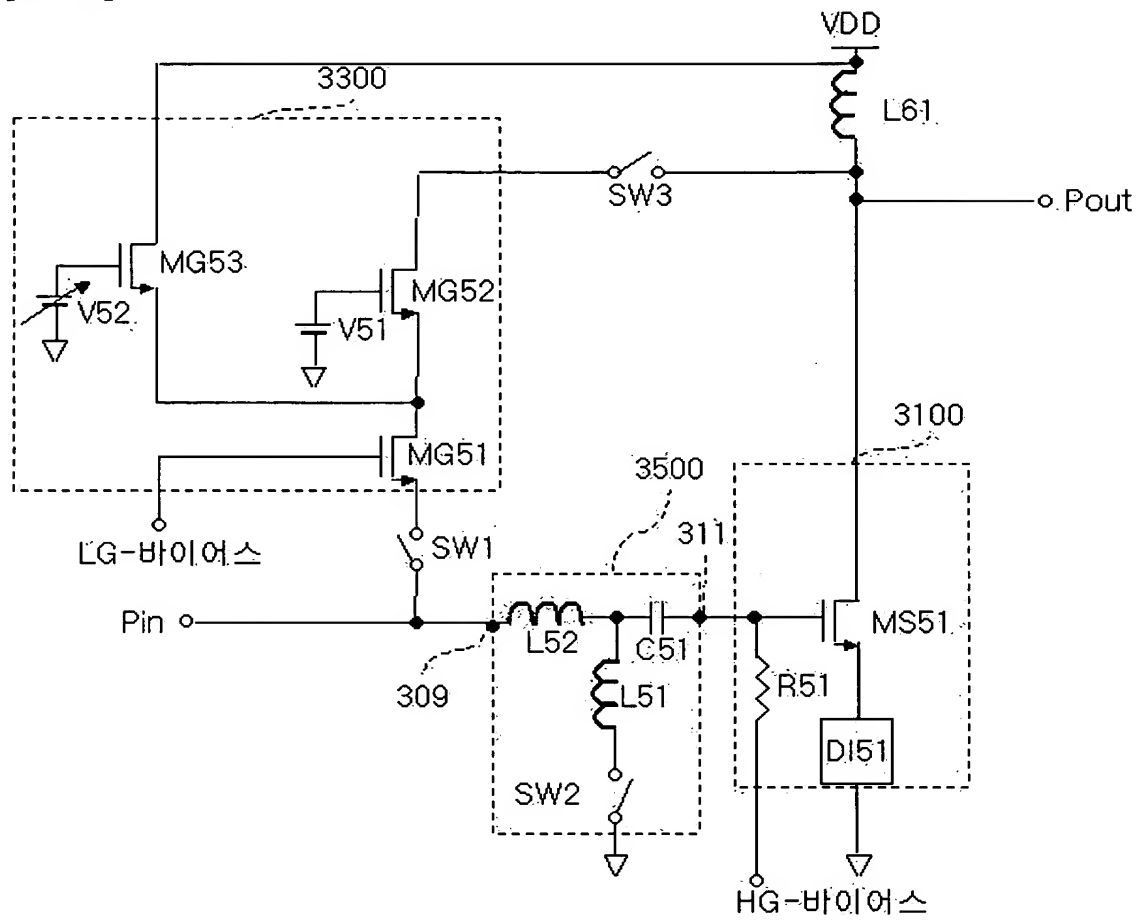 VDD
3300
L61
SW3
Pout
MG53
MG52
V52
V51
3100
MG51
3500
SW1
311
LG-바이어스
Pin
L52
C51
MS51
R51
L51
309
DI51
SW2
HG-바이어스